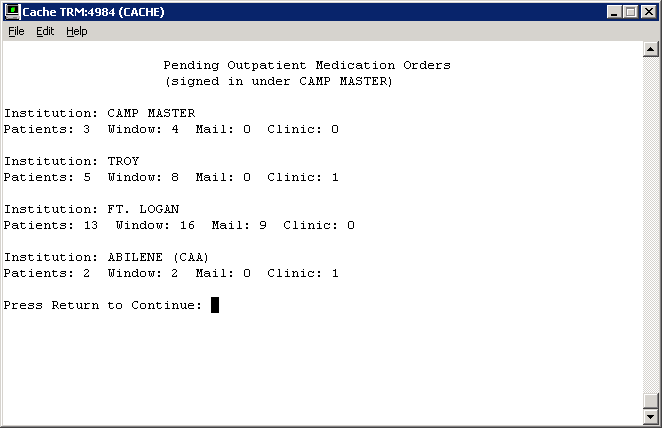 Cache TRM:4984 (CACHE)
File Edit Help
Pending Outpatient Medication Orders
(signed in under CAMP MASTER)
Institution: CAMP MASTER
Patients: 3  Window: 4  Mail: 0  Clinic: 0
Institution: TROY
Patients: 5  Window: 8  Mail: 0  Clinic: 1
Institution: FT. LOGAN
Patients: 13  Window: 16  Mail: 9  Clinic: 0
Institution: ABILENE (CAA)
Patients: 2  Window: 2  Mail: 0  Clinic: 1
Press Return to Continue: